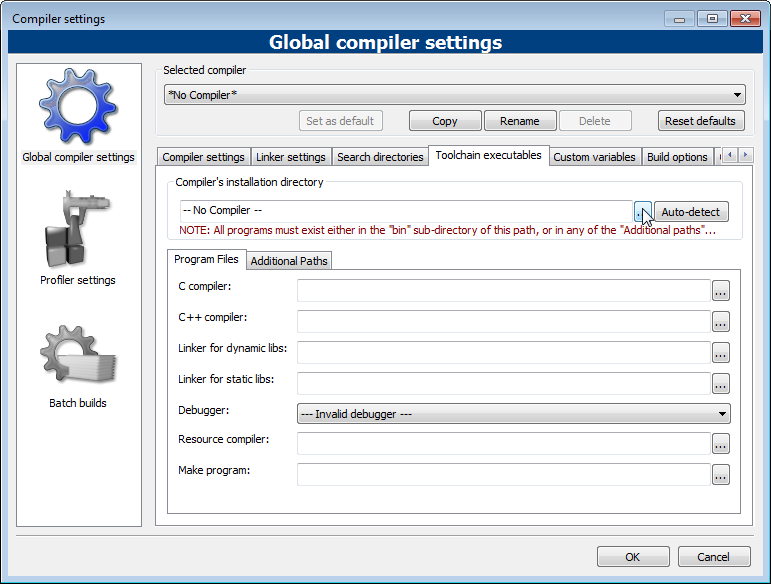 Compiler settings
Global compiler settings
Global compiler settings
Profiler settings
Batch builds
Selected compiler
*No Compiler*
Set as default Copy Rename Delete Reset defaults
Compiler settings Linker settings Search directories Toolchain executables Custom variables Build options
Compiler's installation directory
-- No Compiler --
Auto-detect
NOTE: All programs must exist either in the "bin" sub-directory of this path, or in any of the "Additional paths"...
Program Files Additional Paths
C compiler: ...
C++ compiler: ...
Linker for dynamic libs: ...
Linker for static libs: ...
Debugger: --- Invalid debugger ---
Resource compiler: ...
Make program: ...
OK Cancel